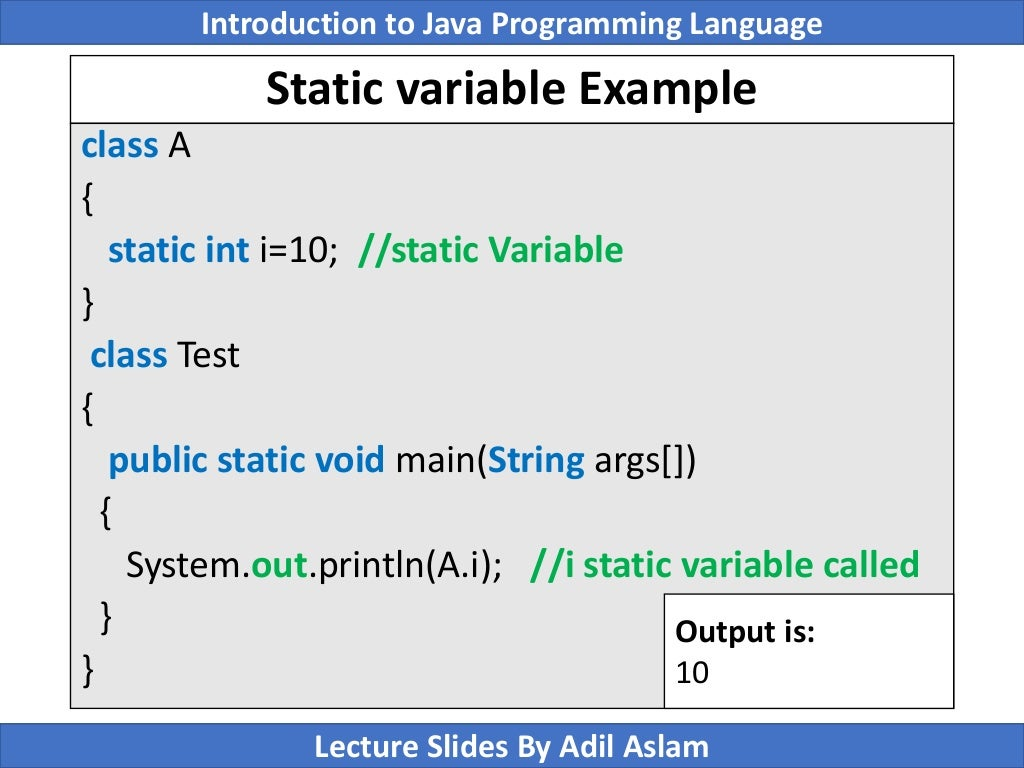 Introduction to Java Programming Language
Static variable Example
class A
{
static int i=10;  //static Variable
}
class Test
{
public static void main(String args[])
{
System.out.println(A.i);   //i static variable called
}
}
Output is:
10
Lecture Slides By Adil Aslam